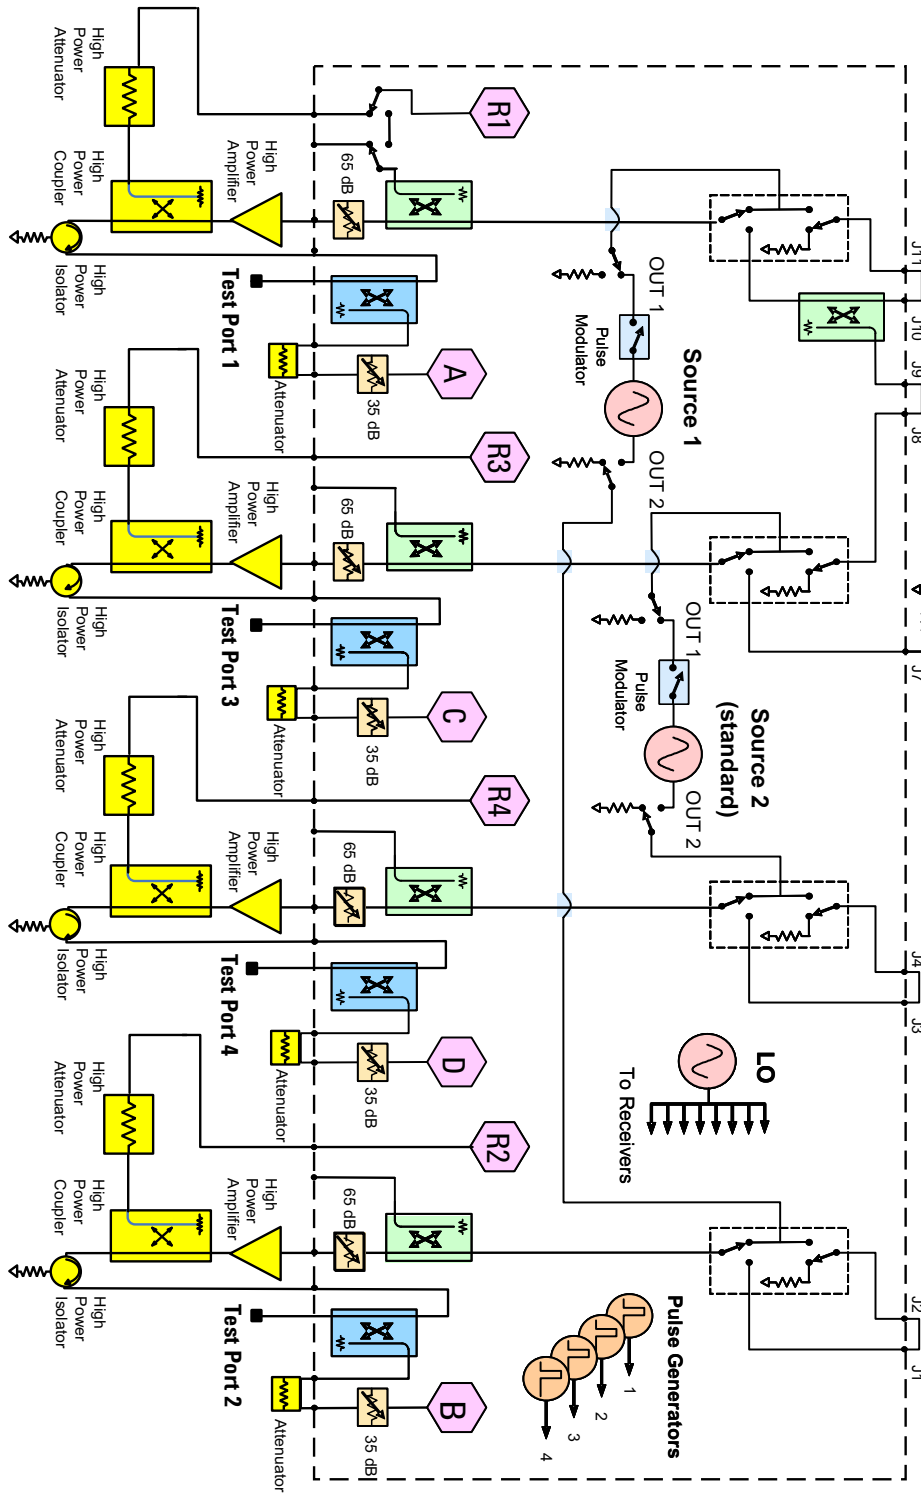 J11
J10
J9
J8
J7
J4
J3
J2
J1
Source 1
OUT 1
Pulse
Modulator
OUT 2
Source 2
(standard)
OUT 1
Pulse
Modulator
OUT 2
LO
To Receivers
Pulse Generators
1
2
3
4
R1
A
R3
C
R4
D
R2
B
65 dB
35 dB
65 dB
35 dB
65 dB
35 dB
65 dB
35 dB
High
Power
Amplifier
Attenuator
High
Power
Amplifier
Attenuator
High
Power
Amplifier
Attenuator
High
Power
Amplifier
Attenuator
Test Port 1
Test Port 3
Test Port 4
Test Port 2
High
Power
Attenuator
High
Power
Coupler
High
Power
Isolator
High
Power
Attenuator
High
Power
Coupler
High
Power
Isolator
High
Power
Attenuator
High
Power
Coupler
High
Power
Isolator
High
Power
Attenuator
High
Power
Coupler
High
Power
Isolator